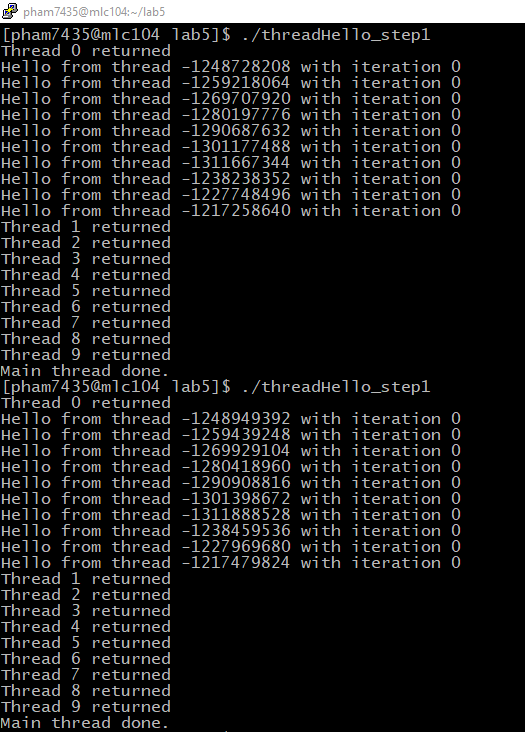 pham7435@mlc104:~/lab5
[pham7435@mlc104 lab5]$ ./threadHello_step1
Thread 0 returned
Hello from thread -1248728208 with iteration 0
Hello from thread -1259218064 with iteration 0
Hello from thread -1269707920 with iteration 0
Hello from thread -1280197776 with iteration 0
Hello from thread -1290687632 with iteration 0
Hello from thread -1301177488 with iteration 0
Hello from thread -1311667344 with iteration 0
Hello from thread -1238238352 with iteration 0
Hello from thread -1227748496 with iteration 0
Hello from thread -1217258640 with iteration 0
Thread 1 returned
Thread 2 returned
Thread 3 returned
Thread 4 returned
Thread 5 returned
Thread 6 returned
Thread 7 returned
Thread 8 returned
Thread 9 returned
Main thread done.
[pham7435@mlc104 lab5]$ ./threadHello_step1
Thread 0 returned
Hello from thread -1248949392 with iteration 0
Hello from thread -1259439248 with iteration 0
Hello from thread -1269929104 with iteration 0
Hello from thread -1280418960 with iteration 0
Hello from thread -1290908816 with iteration 0
Hello from thread -1301398672 with iteration 0
Hello from thread -1311888528 with iteration 0
Hello from thread -1238459536 with iteration 0
Hello from thread -1227969680 with iteration 0
Hello from thread -1217479824 with iteration 0
Thread 1 returned
Thread 2 returned
Thread 3 returned
Thread 4 returned
Thread 5 returned
Thread 6 returned
Thread 7 returned
Thread 8 returned
Thread 9 returned
Main thread done.